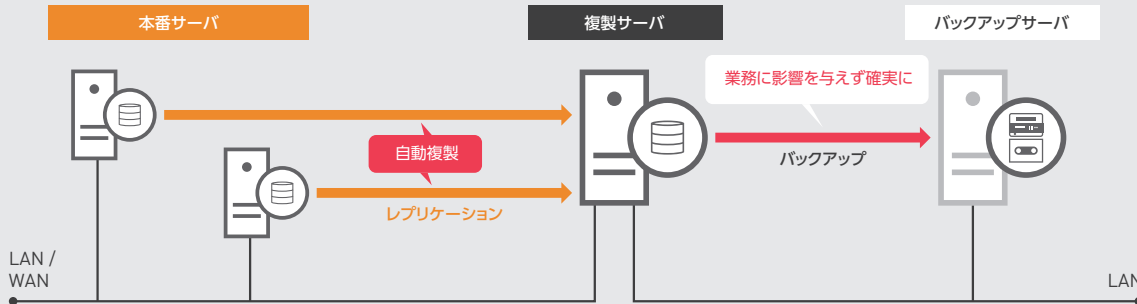 本番サーバ
複製サーバ
バックアップサーバ
業務に影響を与えず確実に
自動複製
バックアップ
レプリケーション
LAN /
WAN
LAN